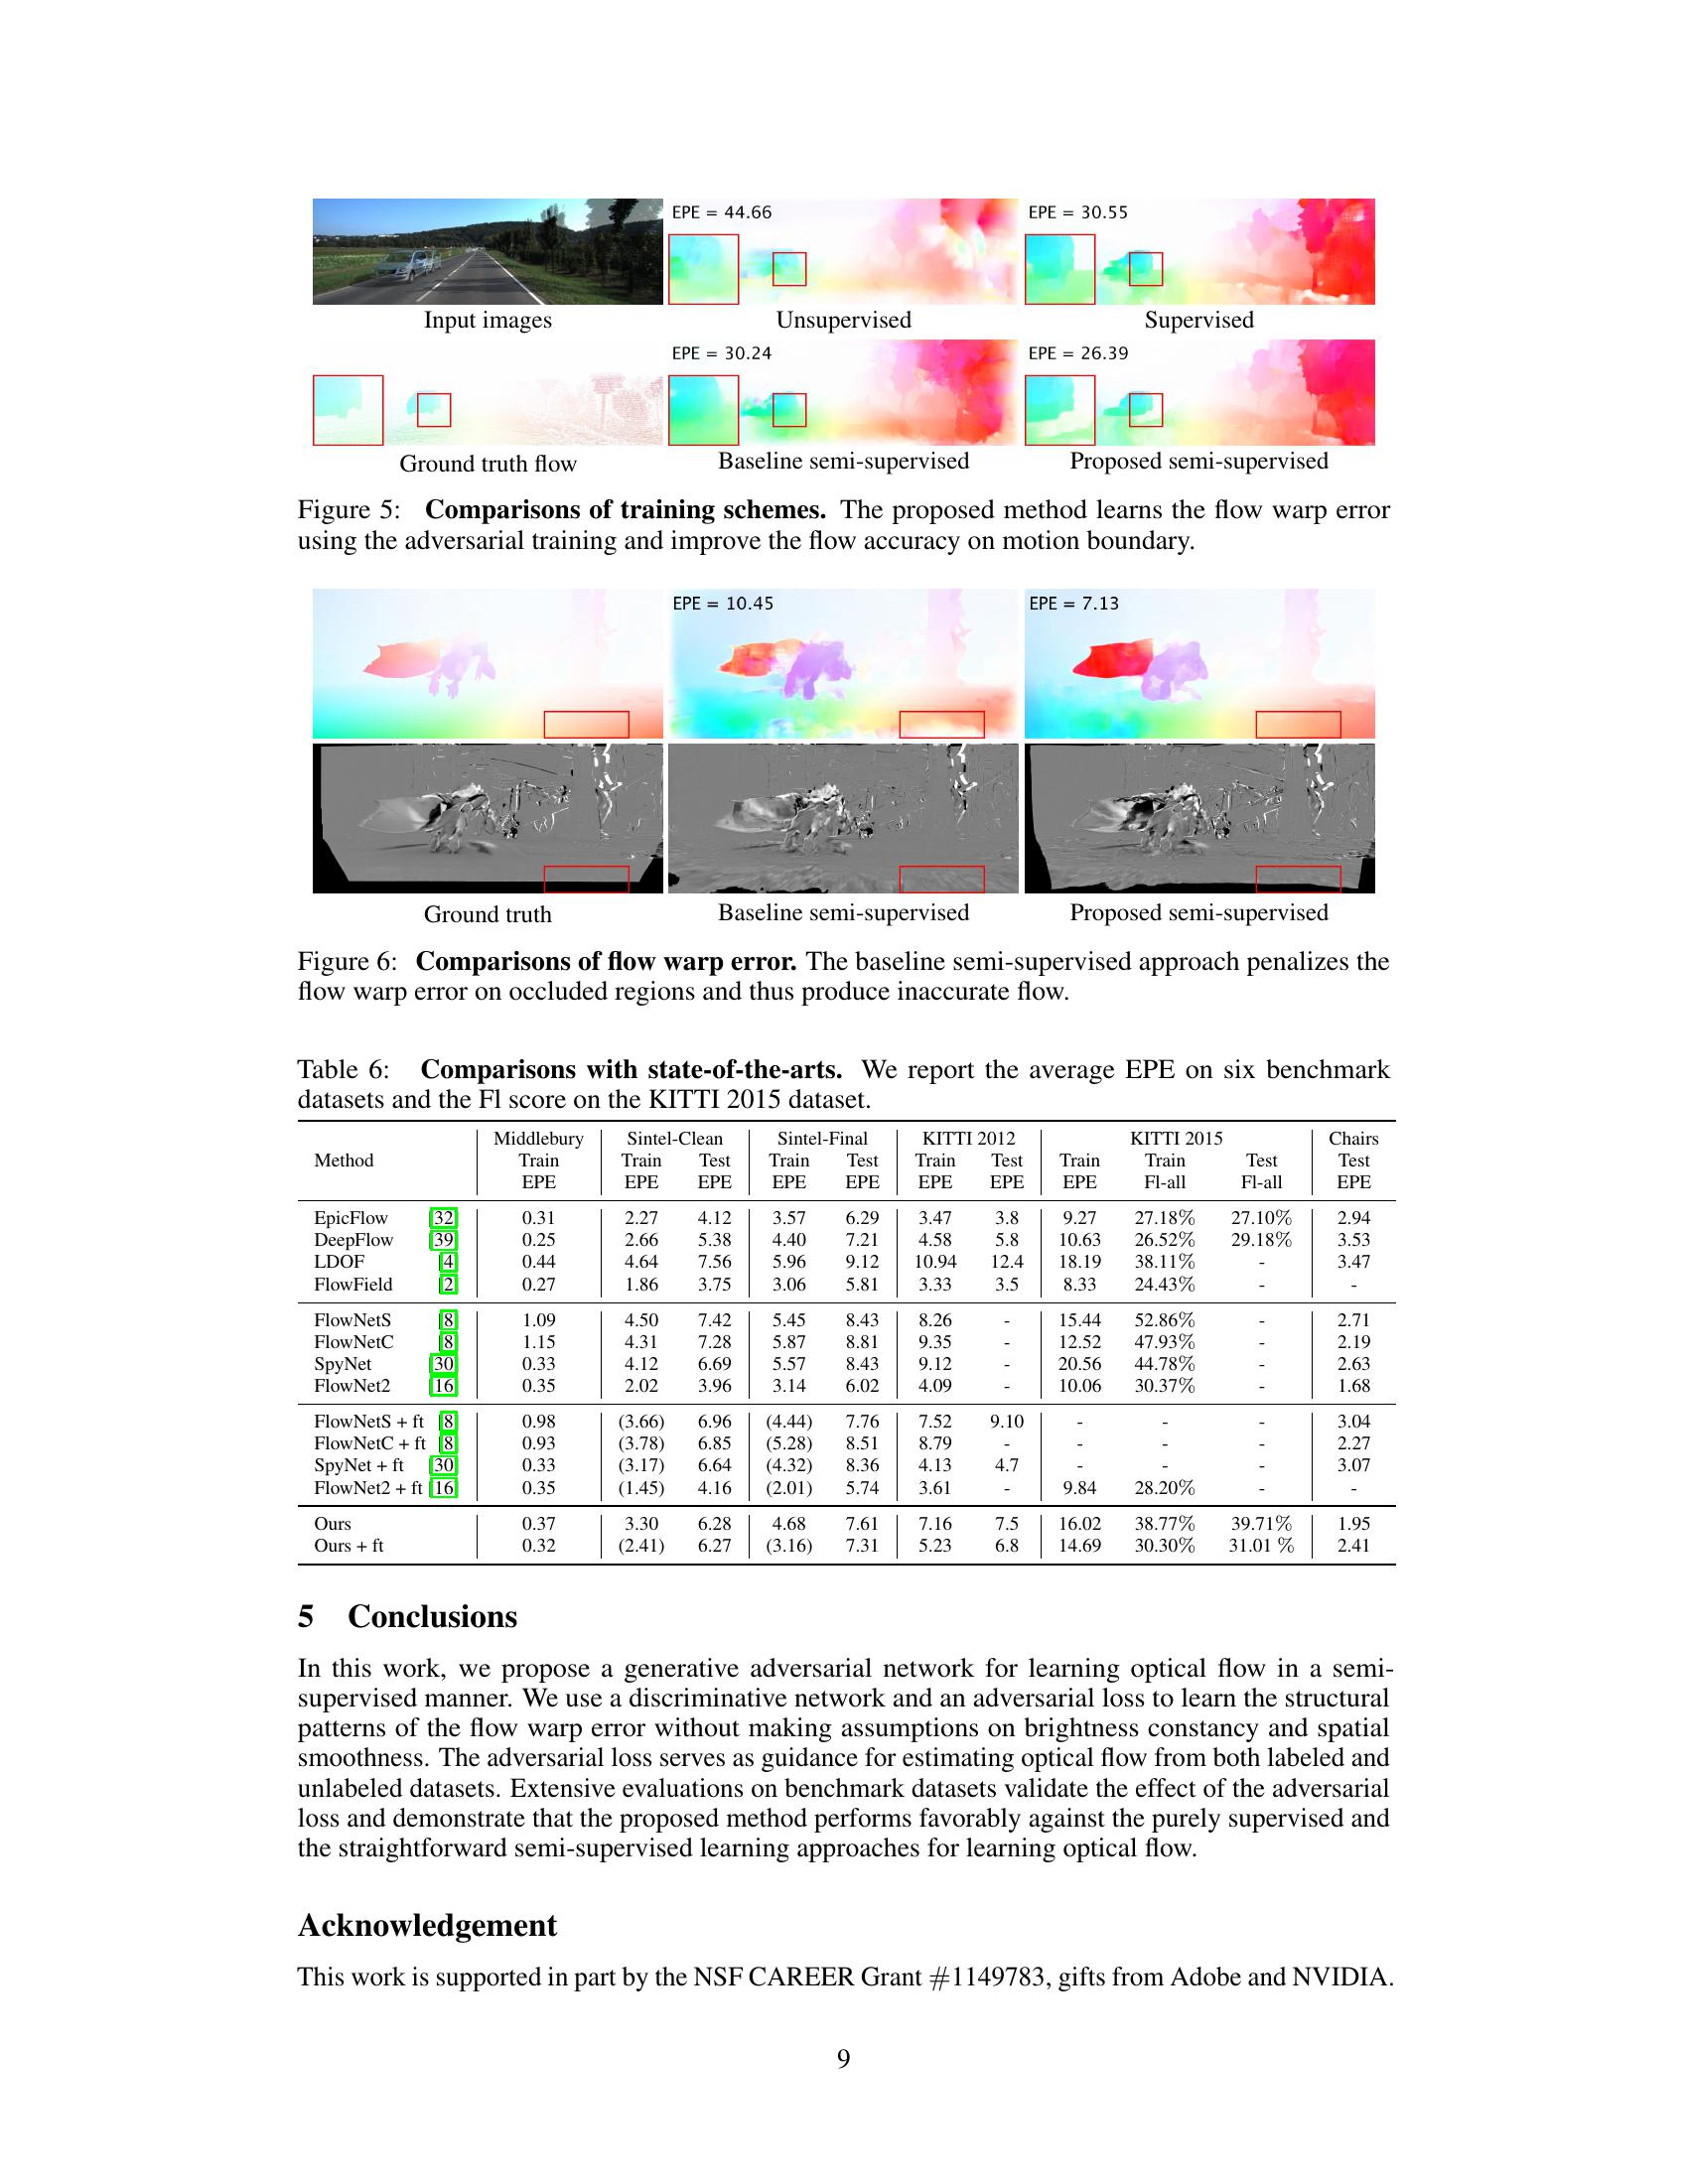 EPE = 44.66
EPE = 30.55
Input images
Unsupervised
Supervised
EPE = 30.24
EPE = 26.39
Ground truth flow
Baseline semi-supervised
Proposed semi-supervised
Figure 5: Comparisons of training schemes. The proposed method learns the flow warp error
using the adversarial training and improve the flow accuracy on motion boundary.
EPE = 10.45
EPE = 7.13
Ground truth
Baseline semi-supervised
Proposed semi-supervised
Figure 6: Comparisons of flow warp error. The baseline semi-supervised approach penalizes the
flow warp error on occluded regions and thus produce inaccurate flow.
Table 6: Comparisons with state-of-the-arts. We report the average EPE on six benchmark
datasets and the Fl score on the KITTI 2015 dataset.
Middlebury Sintel-Clean Sintel-Final KITTI 2012 KITTI 2015 Chairs
Method Train Train Test Train Test Train Test Train Train Test Test
EPE EPE EPE EPE EPE EPE EPE EPE Fl-all Fl-all EPE
EpicFlow [32] 0.31 2.27 4.12 3.57 6.29 3.47 3.8 9.27 27.18% 27.10% 2.94
DeepFlow [39] 0.25 2.66 5.38 4.40 7.21 4.58 5.8 10.63 26.52% 29.18% 3.53
LDOF [4] 0.44 4.64 7.56 5.96 9.12 10.94 12.4 18.19 38.11% - 3.47
FlowField [2] 0.27 1.86 3.75 3.06 5.81 3.33 3.5 8.33 24.43% - -
FlowNetS [8] 1.09 4.50 7.42 5.45 8.43 8.26 - 15.44 52.86% - 2.71
FlowNetC [8] 1.15 4.31 7.28 5.87 8.81 9.35 - 12.52 47.93% - 2.19
SpyNet [30] 0.33 4.12 6.69 5.57 8.43 9.12 - 20.56 44.78% - 2.63
FlowNet2 [16] 0.35 2.02 3.96 3.14 6.02 4.09 - 10.06 30.37% - 1.68
FlowNetS + ft [8] 0.98 (3.66) 6.96 (4.44) 7.76 7.52 9.10 - - - 3.04
FlowNetC + ft [8] 0.93 (3.78) 6.85 (5.28) 8.51 8.79 - - - - 2.27
SpyNet + ft [30] 0.33 (3.17) 6.64 (4.32) 8.36 4.13 4.7 - - - 3.07
FlowNet2 + ft [16] 0.35 (1.45) 4.16 (2.01) 5.74 3.61 - 9.84 28.20% - -
Ours 0.37 3.30 6.28 4.68 7.61 7.16 7.5 16.02 38.77% 39.71% 1.95
Ours + ft 0.32 (2.41) 6.27 (3.16) 7.31 5.23 6.8 14.69 30.30% 31.01 % 2.41
5 Conclusions
In this work, we propose a generative adversarial network for learning optical flow in a semi-
supervised manner. We use a discriminative network and an adversarial loss to learn the structural
patterns of the flow warp error without making assumptions on brightness constancy and spatial
smoothness. The adversarial loss serves as guidance for estimating optical flow from both labeled and
unlabeled datasets. Extensive evaluations on benchmark datasets validate the effect of the adversarial
loss and demonstrate that the proposed method performs favorably against the purely supervised and
the straightforward semi-supervised learning approaches for learning optical flow.
Acknowledgement
This work is supported in part by the NSF CAREER Grant #1149783, gifts from Adobe and NVIDIA.
9